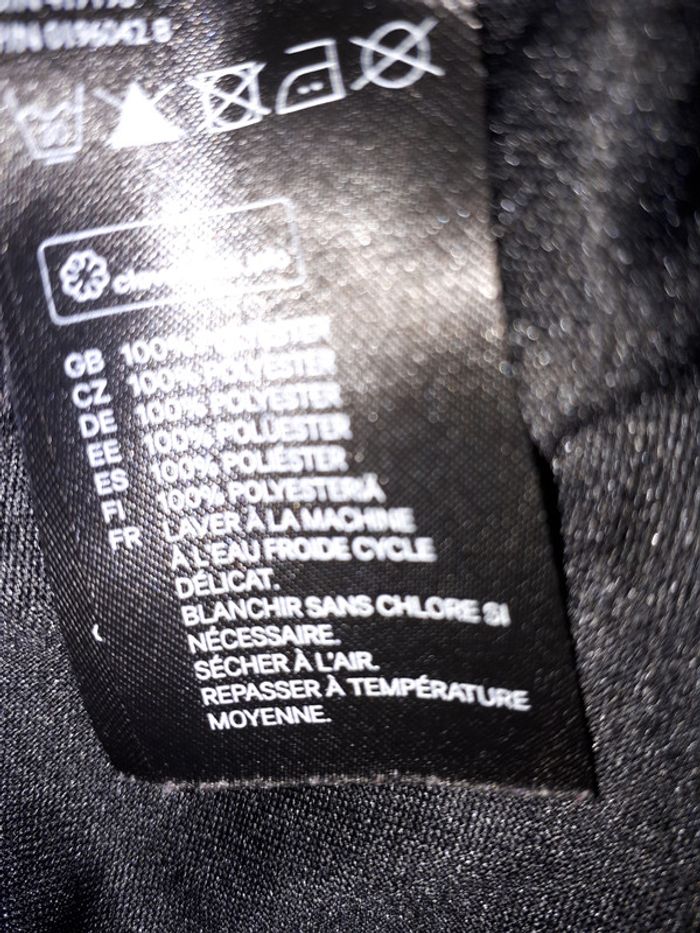 GB 100% POLYESTER
CZ 100% POLYESTER
DE 100% POLYESTER
EE 100% POLÜESTER
ES 100% POLIÉSTER
FI 100% POLYESTERIÄ
FR LAVER À LA MACHINE
À L'EAU FROIDE CYCLE
DÉLICAT.
BLANCHIR SANS CHLORE SI
NÉCESSAIRE.
SÉCHER À L'AIR.
REPASSER À TEMPÉRATURE
MOYENNE.